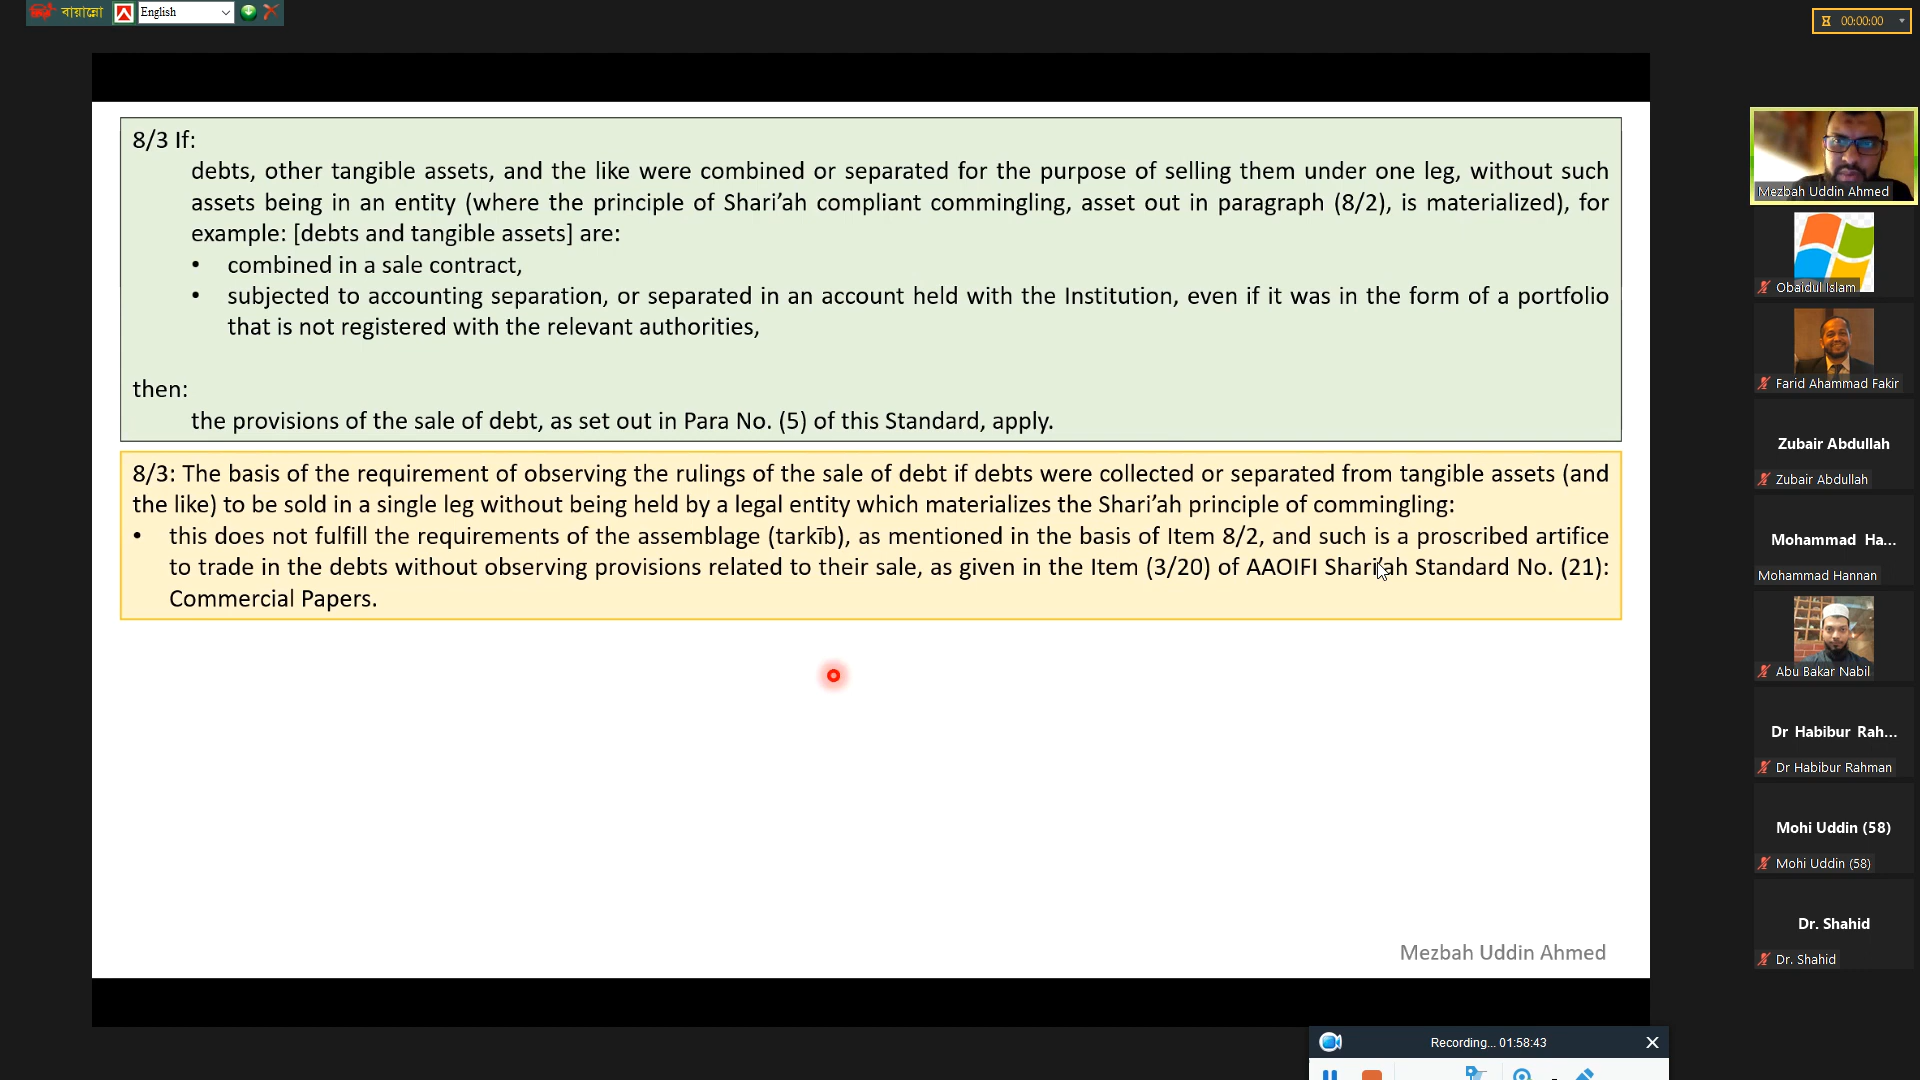 বায়ান্নো
English
00:00:00
8/3 If:
debts, other tangible assets, and the like were combined or separated for the purpose of selling them under one leg, without such
assets being in an entity (where the principle of Shari’ah compliant commingling, asset out in paragraph (8/2), is materialized), for
example: [debts and tangible assets] are:
• combined in a sale contract,
• subjected to accounting separation, or separated in an account held with the Institution, even if it was in the form of a portfolio
that is not registered with the relevant authorities,
then:
the provisions of the sale of debt, as set out in Para No. (5) of this Standard, apply.
8/3: The basis of the requirement of observing the rulings of the sale of debt if debts were collected or separated from tangible assets (and
the like) to be sold in a single leg without being held by a legal entity which materializes the Shari’ah principle of commingling:
• this does not fulfill the requirements of the assemblage (tarkīb), as mentioned in the basis of Item 8/2, and such is a proscribed artifice
to trade in the debts without observing provisions related to their sale, as given in the Item (3/20) of AAOIFI Shari’ah Standard No. (21):
Commercial Papers.
Mezbah Uddin Ahmed
Mezbah Uddin Ahmed
Obaidul Islam
Farid Ahammad Fakir
Zubair Abdullah
Zubair Abdullah
Mohammad Ha...
Mohammad Hannan
Abu Bakar Nabil
Dr Habibur Rah...
Dr Habibur Rahman
Mohi Uddin (58)
Mohi Uddin (58)
Dr. Shahid
Dr. Shahid
Recording... 01:58:43